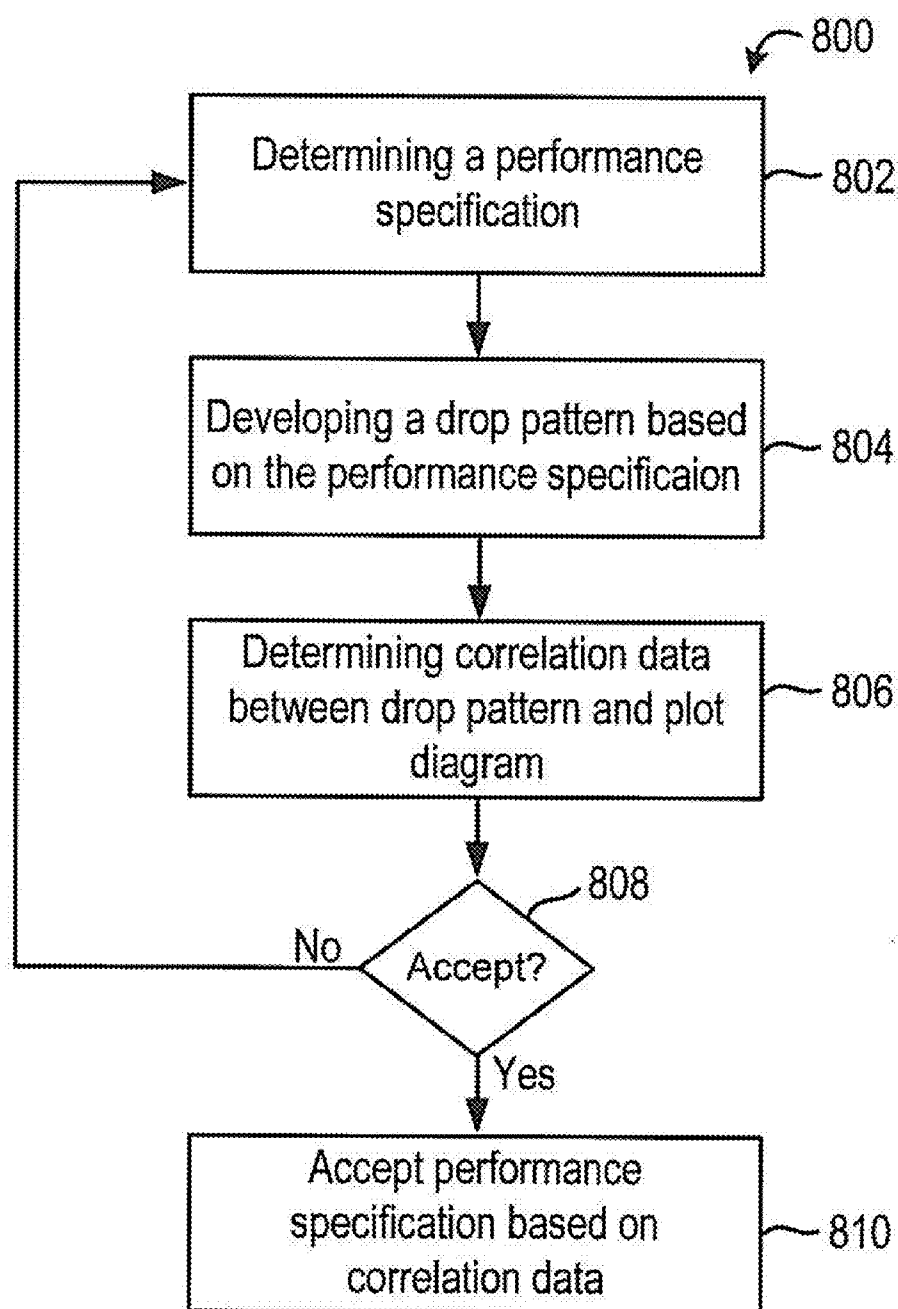 800
Determining a performance
specification
802
Developing a drop pattern based
on the performance specificaion
804
Determining correlation data
between drop pattern and plot
diagram
806
808
Accept?
No
Yes
Accept performance
specification based on
correlation data
810